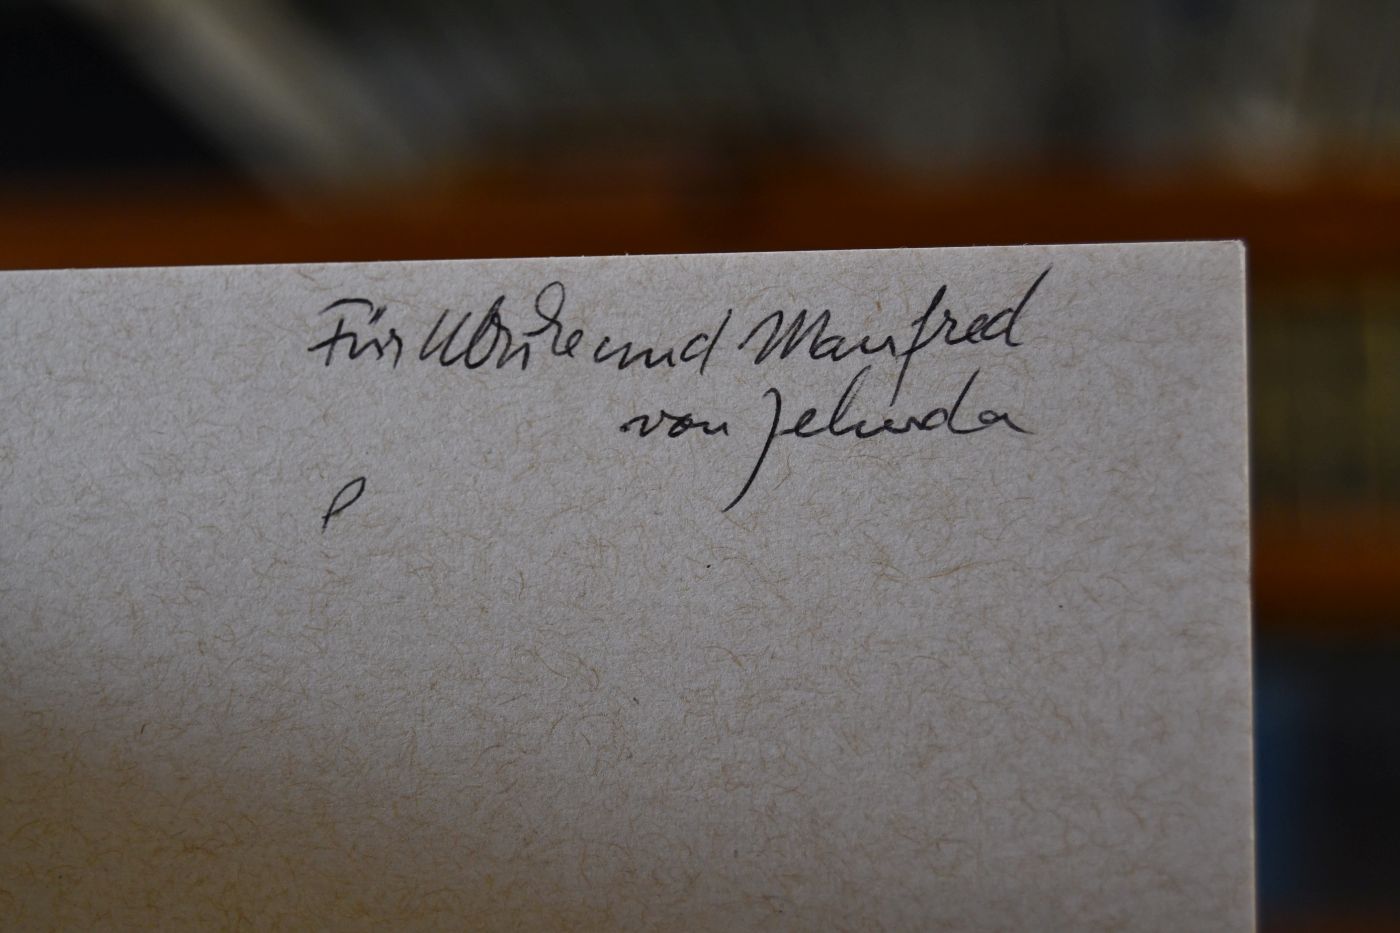 Für Ulrike und Manfred
von Jehuda
P